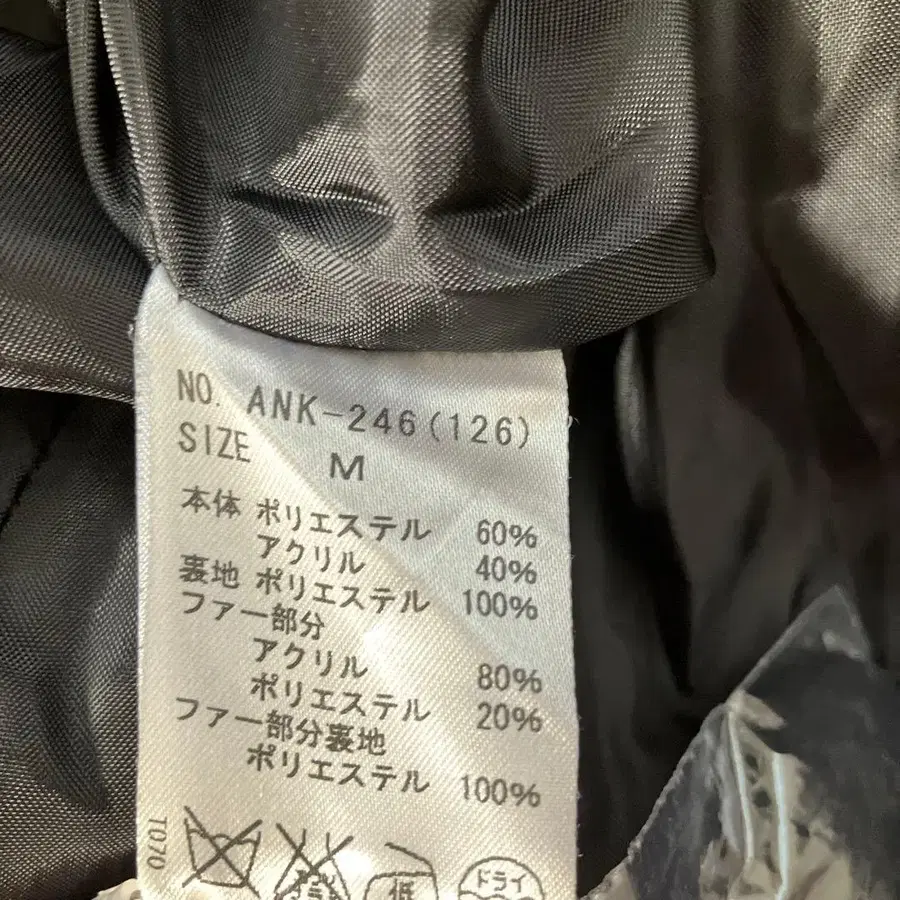 NO. ANK-246(126)
SIZE M
本体 ポリエステル 60%
アクリル 40%
裏地 ポリエステル 100%
ファー部分
アクリル 80%
ポリエステル 20%
ファー部分裏地
ポリエステル 100%
T070
低
ドライ